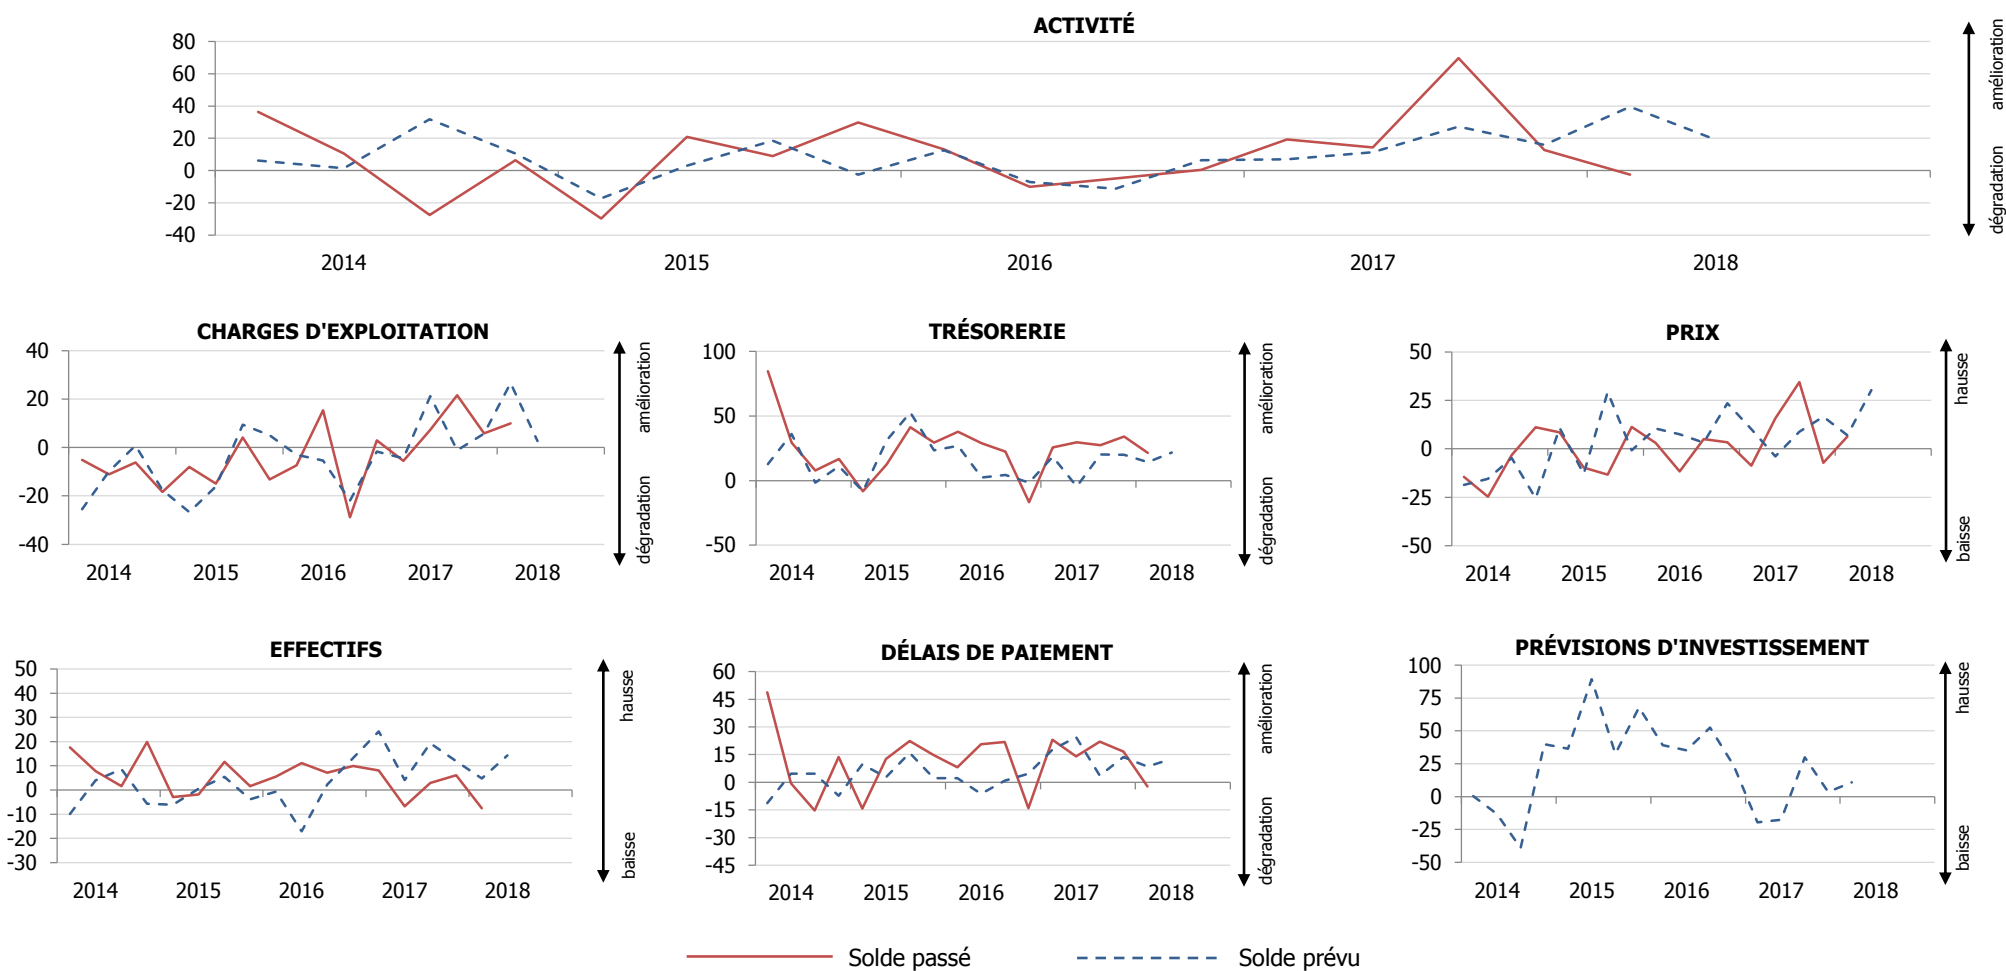 ACTIVITÉ
80
60
40
20
0
-20
-40
2014 2015 2016 2017 2018
amélioration
dégradation
CHARGES D'EXPLOITATION
40
20
0
-20
-40
2014 2015 2016 2017 2018
amélioration
dégradation
TRÉSORERIE
100
50
0
-50
2014 2015 2016 2017 2018
amélioration
dégradation
PRIX
50
25
0
-25
-50
2014 2015 2016 2017 2018
hausse
baisse
EFFECTIFS
50
40
30
20
10
0
-10
-20
-30
2014 2015 2016 2017 2018
hausse
baisse
DÉLAIS DE PAIEMENT
60
45
30
15
0
-15
-30
-45
2014 2015 2016 2017 2018
amélioration
dégradation
PRÉVISIONS D'INVESTISSEMENT
100
75
50
25
0
-25
-50
2014 2015 2016 2017 2018
hausse
baisse
Solde passé Solde prévu